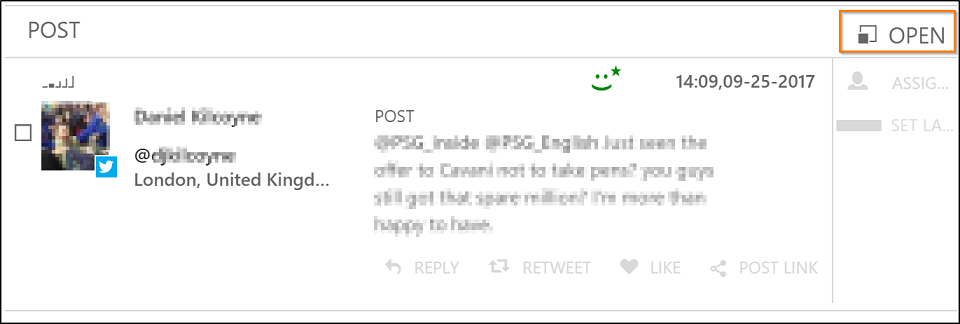 POST
OPEN
14:09,09-25-2017
ASSIG...
Daniel Kilcoyne
POST
@PSG_Inside @PSG_English Just seen the
SET LA...
@djkilcoyne
offer to Cavani not to take pens? you guys
London, United Kingd...
still got that spare million? I'm more than
happy to have.
REPLY
RETWEET
LIKE
POST LINK